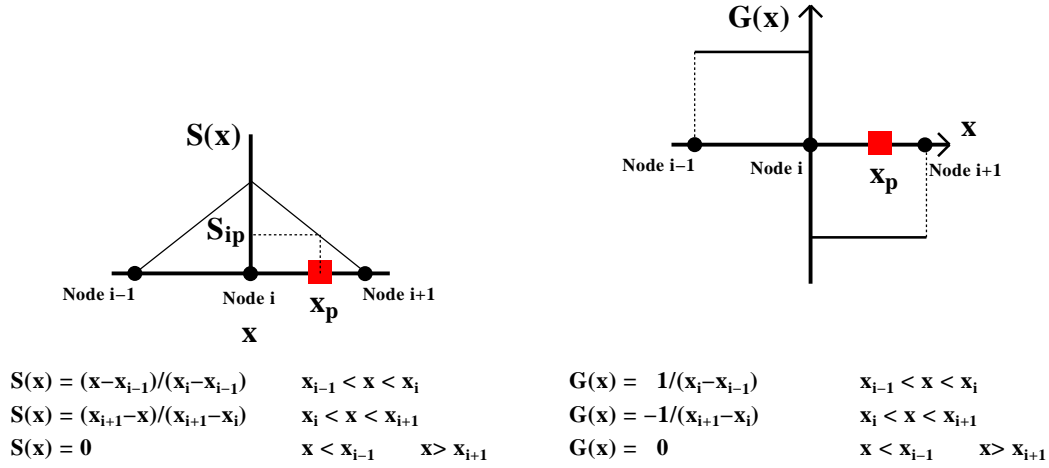 G(x)
x
Node i−1
Node i
x_p
Node i+1
S(x)
S_ip
Node i−1
Node i
x_p
Node i+1
x
S(x) = (x−x_{i−1})/(x_i−x_{i−1}) x_{i−1} < x < x_i
S(x) = (x_{i+1}−x)/(x_{i+1}−x_i) x_i < x < x_{i+1}
S(x) = 0 x < x_{i−1} x> x_{i+1}
G(x) = 1/(x_i−x_{i−1}) x_{i−1} < x < x_i
G(x) = −1/(x_{i+1}−x_i) x_i < x < x_{i+1}
G(x) = 0 x < x_{i−1} x> x_{i+1}